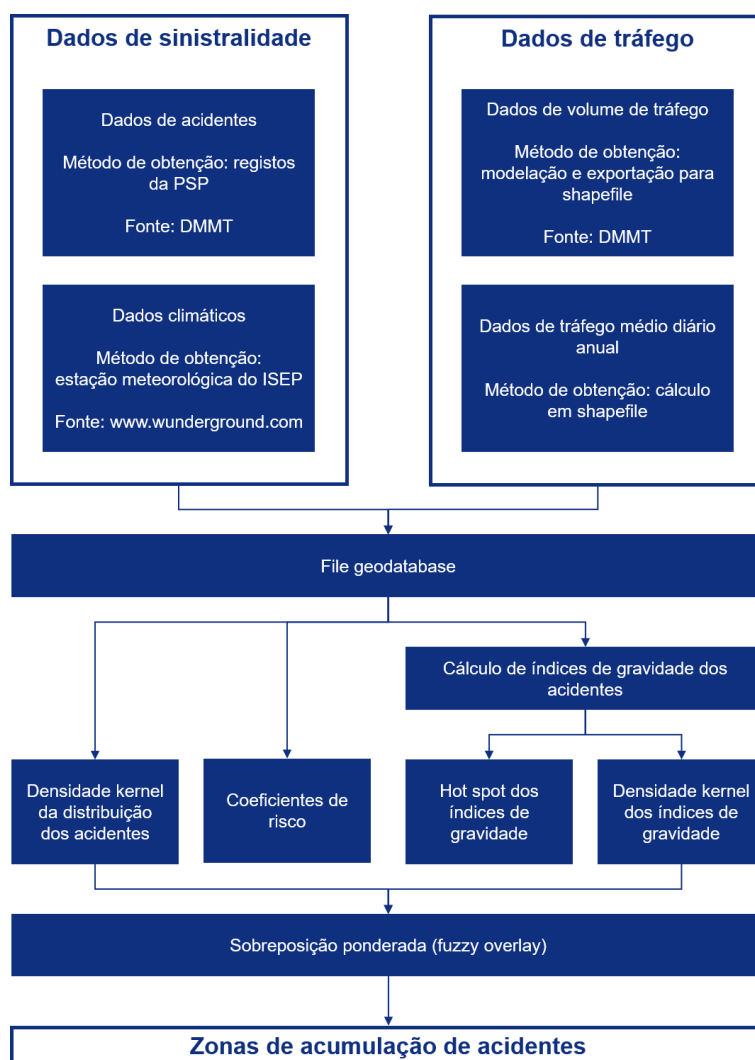 Dados de sinistralidade
Dados de acidentes
Método de obtenção: registos
da PSP
Fonte: DMMT
Dados climáticos
Método de obtenção:
estação meteorológica do ISEP
Fonte: www.wunderground.com
Dados de tráfego
Dados de volume de tráfego
Método de obtenção:
modelação e exportação para
shapefile
Fonte: DMMT
Dados de tráfego médio diário
anual
Método de obtenção: cálculo
em shapefile
File geodatabase
Cálculo de índices de gravidade dos
acidentes
Densidade kernel
da distribuição
dos acidentes
Coeficientes de
risco
Hot spot dos
índices de
gravidade
Densidade kernel
dos índices de
gravidade
Sobreposição ponderada (fuzzy overlay)
Zonas de acumulação de acidentes